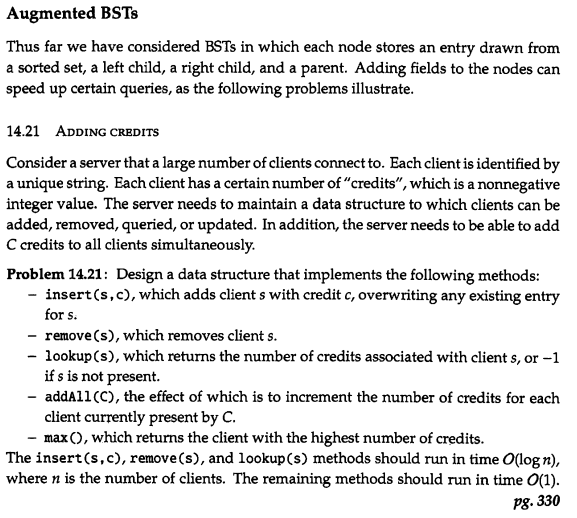 Augmented BSTs
Thus far we have considered BSTs in which each node stores an entry drawn from
a sorted set, a left child, a right child, and a parent. Adding fields to the nodes can
speed up certain queries, as the following problems illustrate.
14.21 ADDING CREDITS
Consider a server that a large number of clients connect to. Each client is identified by
a unique string. Each client has a certain number of "credits", which is a nonnegative
integer value. The server needs to maintain a data structure to which clients can be
added, removed, queried, or updated. In addition, the server needs to be able to add
C credits to all clients simultaneously.
Problem 14.21: Design a data structure that implements the following methods:
– insert(s,c), which adds client s with credit c, overwriting any existing entry
for s.
– remove(s), which removes client s.
– lookup(s), which returns the number of credits associated with client s, or −1
if s is not present.
– addAll(C), the effect of which is to increment the number of credits for each
client currently present by C.
– max(), which returns the client with the highest number of credits.
The insert(s,c), remove(s), and lookup(s) methods should run in time O(log n),
where n is the number of clients. The remaining methods should run in time O(1).
pg. 330